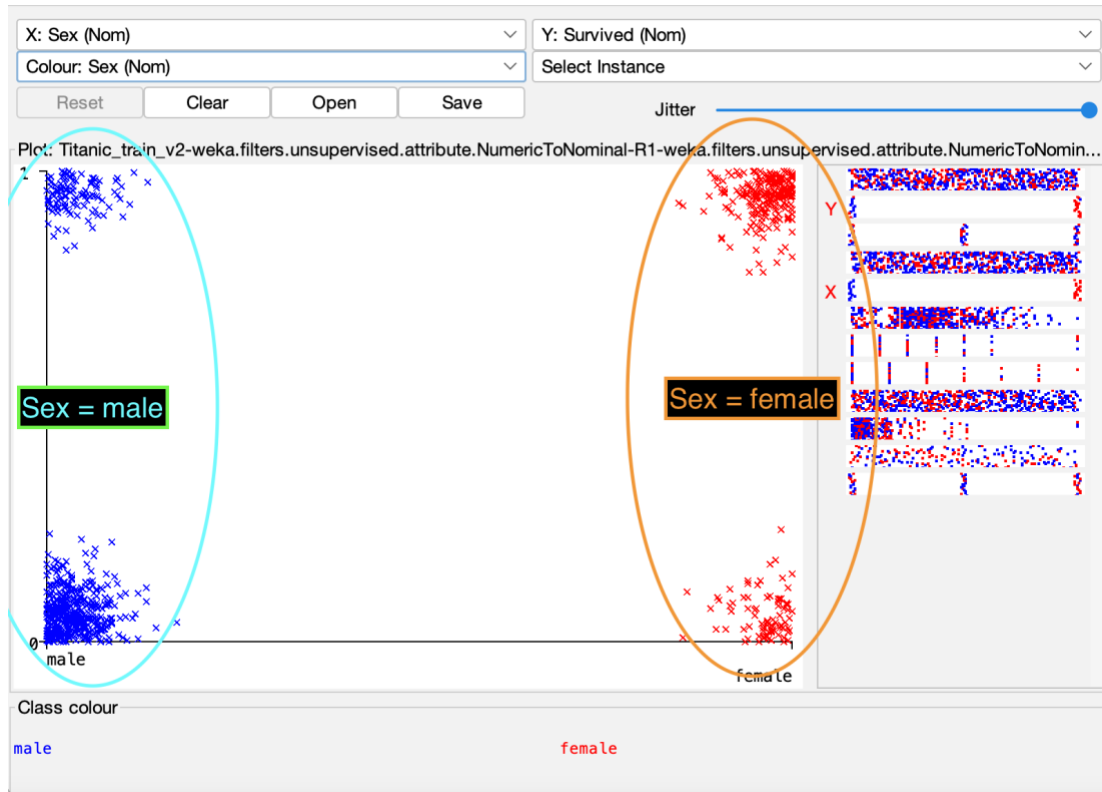 X: Sex (Nom)
Y: Survived (Nom)
Colour: Sex (Nom)
Select Instance
Reset
Clear
Open
Save
Jitter
Plot: Titanic_train_v2-weka.filters.unsupervised.attribute.NumericToNominal-R1-weka.filters.unsupervised.attribute.NumericToNomin...
1
Y
X
Sex = male
Sex = female
0
male
female
Class colour
male
female